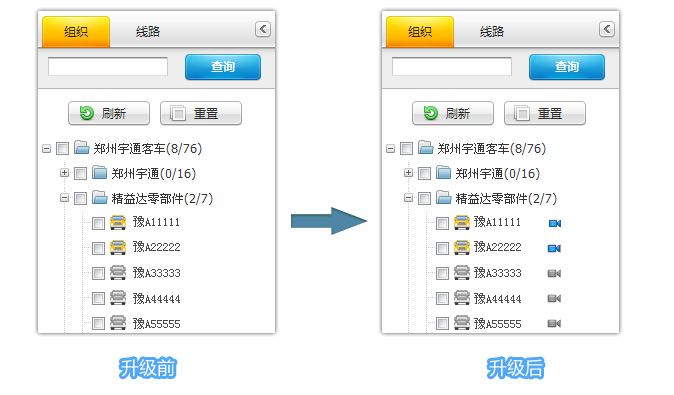 组织 线路
查询
刷新 重置
郑州宇通客车(8/76)
郑州宇通(0/16)
精益达零部件(2/7)
豫A11111
豫A22222
豫A33333
豫A44444
豫A55555
升级前
组织 线路
查询
刷新 重置
郑州宇通客车(8/76)
郑州宇通(0/16)
精益达零部件(2/7)
豫A11111
豫A22222
豫A33333
豫A44444
豫A55555
升级后